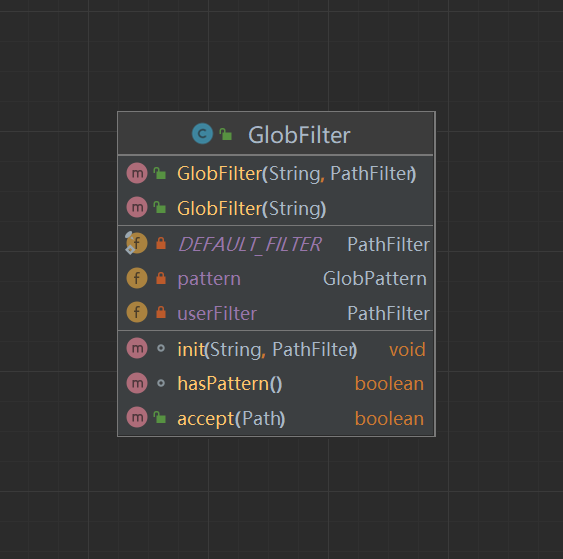 C GlobFilter
m GlobFilter(String, PathFilter)
m GlobFilter(String)
f DEFAULT_FILTER PathFilter
f pattern GlobPattern
f userFilter PathFilter
m init(String, PathFilter) void
m hasPattern() boolean
m accept(Path) boolean